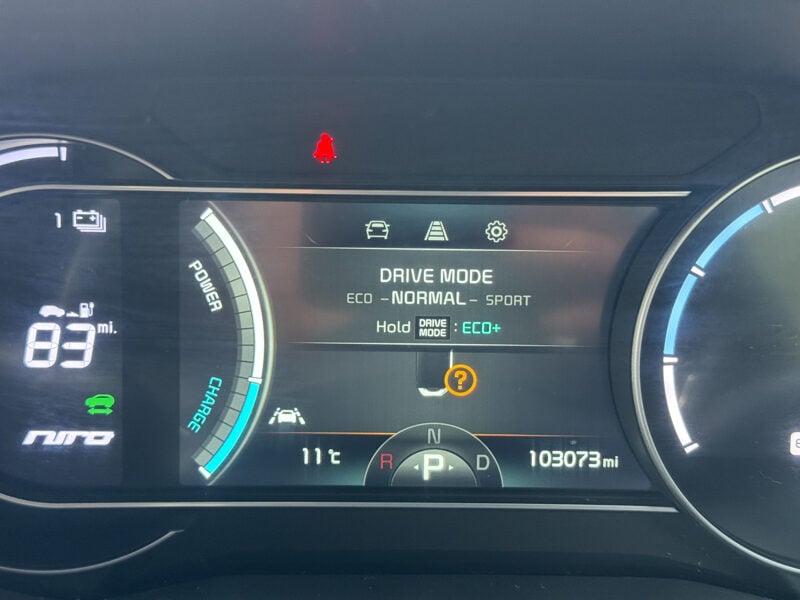 1
POWER
83 mi.
CHARGE
niro
DRIVE MODE
ECO - NORMAL - SPORT
Hold DRIVE MODE : ECO+
?
11℃
N
R P D
103073 mi